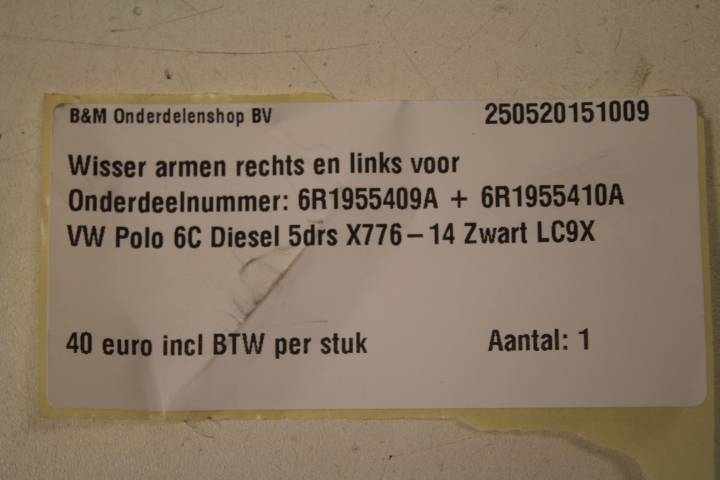 B&M Onderdelenshop BV 250520151009
Wisser armen rechts en links voor
Onderdeelnummer: 6R1955409A + 6R1955410A
VW Polo 6C Diesel 5drs X776-14 Zwart LC9X
40 euro incl BTW per stuk Aantal: 1